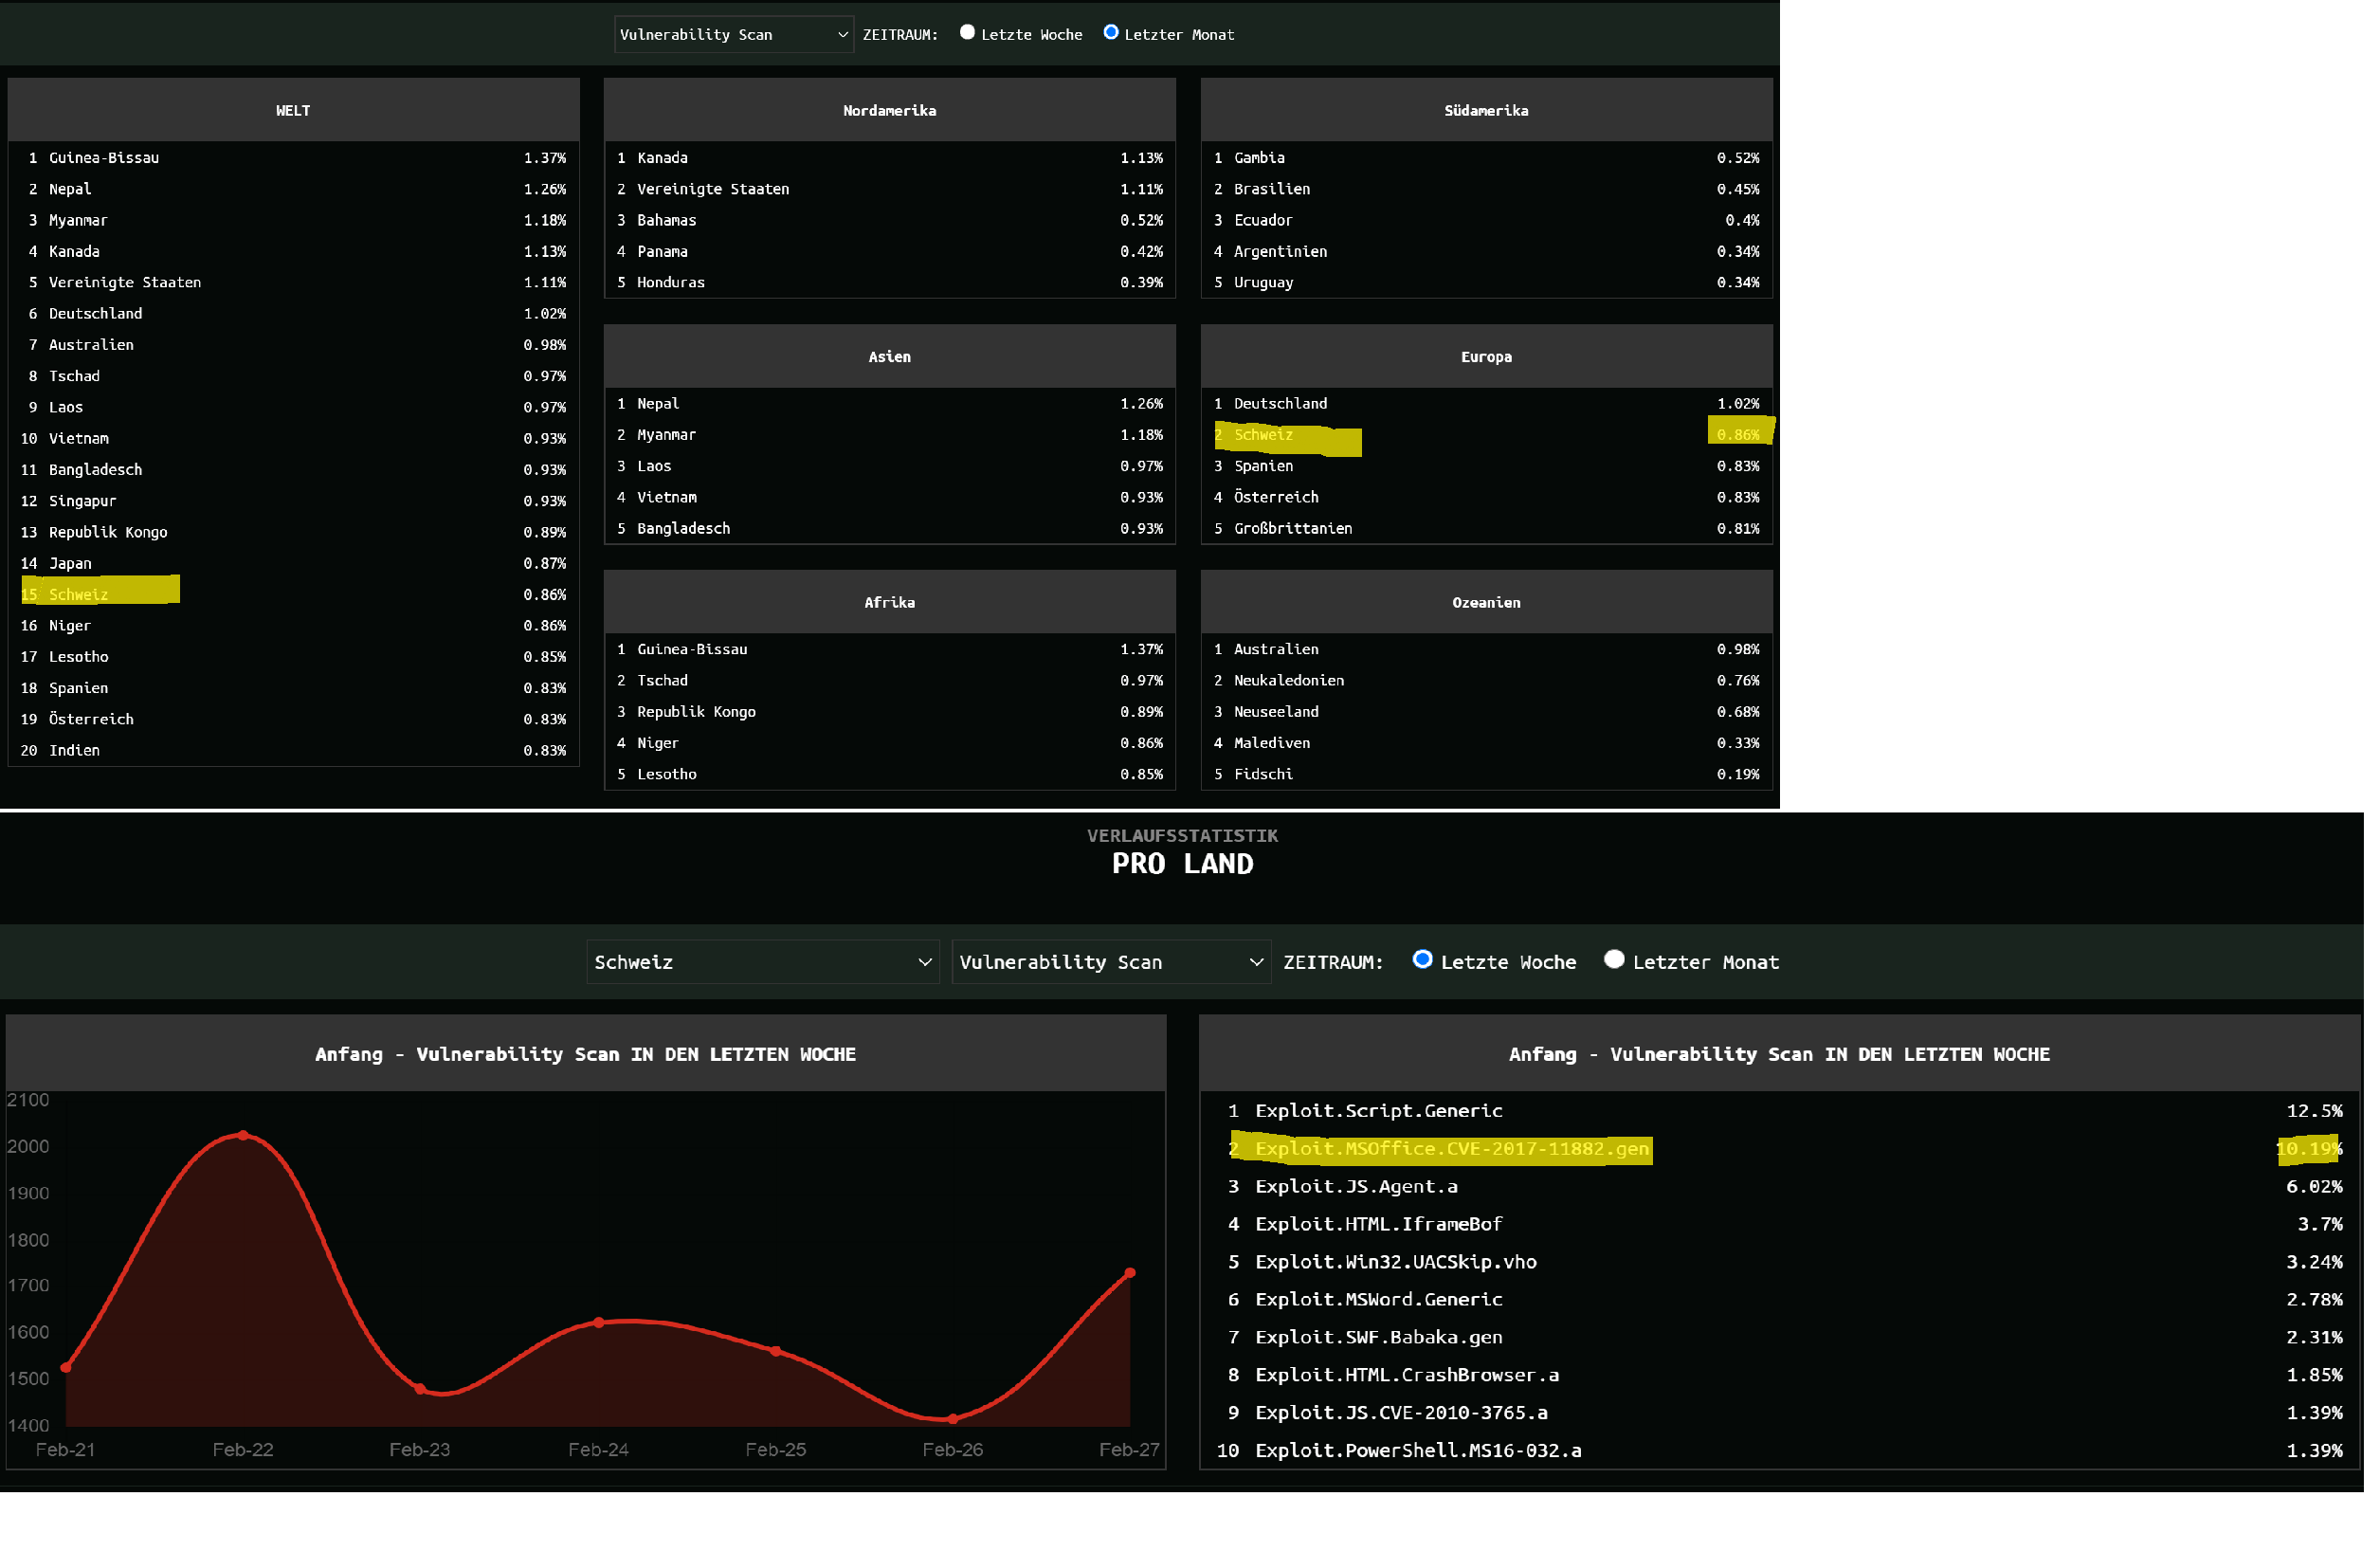 Vulnerability Scan ZEITRAUM: Letzte Woche Letzter Monat
WELT
1 Guinea-Bissau 1.37%
2 Nepal 1.26%
3 Myanmar 1.18%
4 Kanada 1.13%
5 Vereinigte Staaten 1.11%
6 Deutschland 1.02%
7 Australien 0.98%
8 Tschad 0.97%
9 Laos 0.97%
10 Vietnam 0.93%
11 Bangladesch 0.93%
12 Singapur 0.93%
13 Republik Kongo 0.89%
14 Japan 0.87%
15 Schweiz 0.86%
16 Niger 0.86%
17 Lesotho 0.85%
18 Spanien 0.83%
19 Österreich 0.83%
20 Indien 0.83%
Nordamerika
1 Kanada 1.13%
2 Vereinigte Staaten 1.11%
3 Bahamas 0.52%
4 Panama 0.42%
5 Honduras 0.39%
Südamerika
1 Gambia 0.52%
2 Brasilien 0.45%
3 Ecuador 0.4%
4 Argentinien 0.34%
5 Uruguay 0.34%
Asien
1 Nepal 1.26%
2 Myanmar 1.18%
3 Laos 0.97%
4 Vietnam 0.93%
5 Bangladesch 0.93%
Europa
1 Deutschland 1.02%
2 Schweiz 0.86%
3 Spanien 0.83%
4 Österreich 0.83%
5 Großbrittanien 0.81%
Afrika
1 Guinea-Bissau 1.37%
2 Tschad 0.97%
3 Republik Kongo 0.89%
4 Niger 0.86%
5 Lesotho 0.85%
Ozeanien
1 Australien 0.98%
2 Neukaledonien 0.76%
3 Neuseeland 0.68%
4 Malediven 0.33%
5 Fidschi 0.19%
VERLAUFSSTATISTIK
PRO LAND
Schweiz Vulnerability Scan ZEITRAUM: Letzte Woche Letzter Monat
Anfang - Vulnerability Scan IN DEN LETZTEN WOCHE
2100
2000
1900
1800
1700
1600
1500
1400
Feb-21 Feb-22 Feb-23 Feb-24 Feb-25 Feb-26 Feb-27
Anfang - Vulnerability Scan IN DEN LETZTEN WOCHE
1 Exploit.Script.Generic 12.5%
2 Exploit.MSOffice.CVE-2017-11882.gen 10.19%
3 Exploit.JS.Agent.a 6.02%
4 Exploit.HTML.IframeBof 3.7%
5 Exploit.Win32.UACSkip.vho 3.24%
6 Exploit.MSWord.Generic 2.78%
7 Exploit.SWF.Babaka.gen 2.31%
8 Exploit.HTML.CrashBrowser.a 1.85%
9 Exploit.JS.CVE-2010-3765.a 1.39%
10 Exploit.PowerShell.MS16-032.a 1.39%